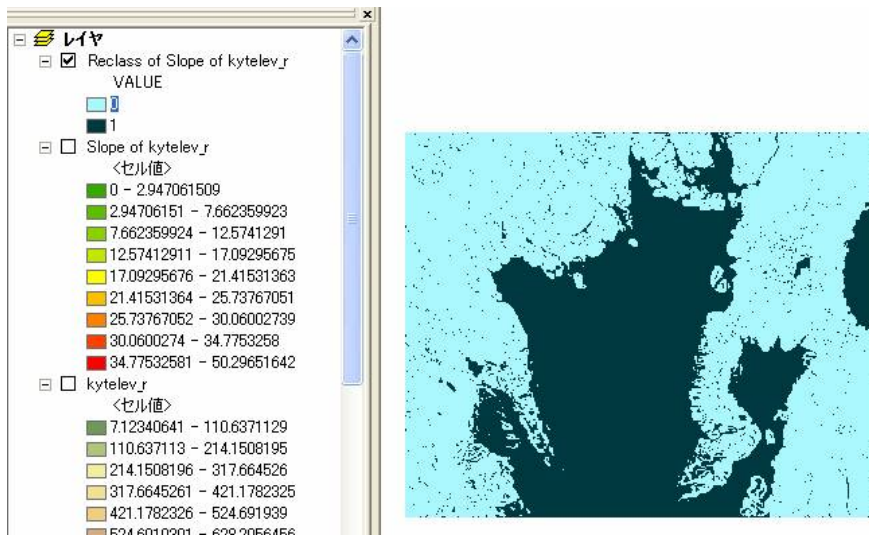 レイヤ
Reclass of Slope of kytelev_r
VALUE
0
1
Slope of kytelev_r
<セル値>
0 - 2.947061509
2.94706151 - 7.662359923
7.662359924 - 12.5741291
12.57412911 - 17.09295675
17.09295676 - 21.41531363
21.41531364 - 25.73767051
25.73767052 - 30.06002739
30.0600274 - 34.7753258
34.77532581 - 50.29651642
kytelev_r
<セル値>
7.12340641 - 110.6371129
110.637113 - 214.1508195
214.1508196 - 317.664526
317.6645261 - 421.1782325
421.1782326 - 524.691939